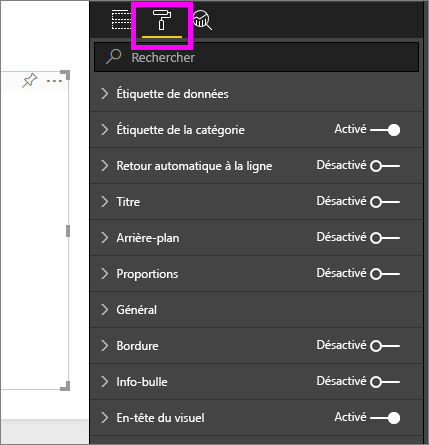 Rechercher
Étiquette de données
Étiquette de la catégorie Activé
Retour automatique à la ligne Désactivé
Titre Désactivé
Arrière-plan Désactivé
Proportions Désactivé
Général
Bordure Désactivé
Info-bulle Désactivé
En-tête du visuel Activé